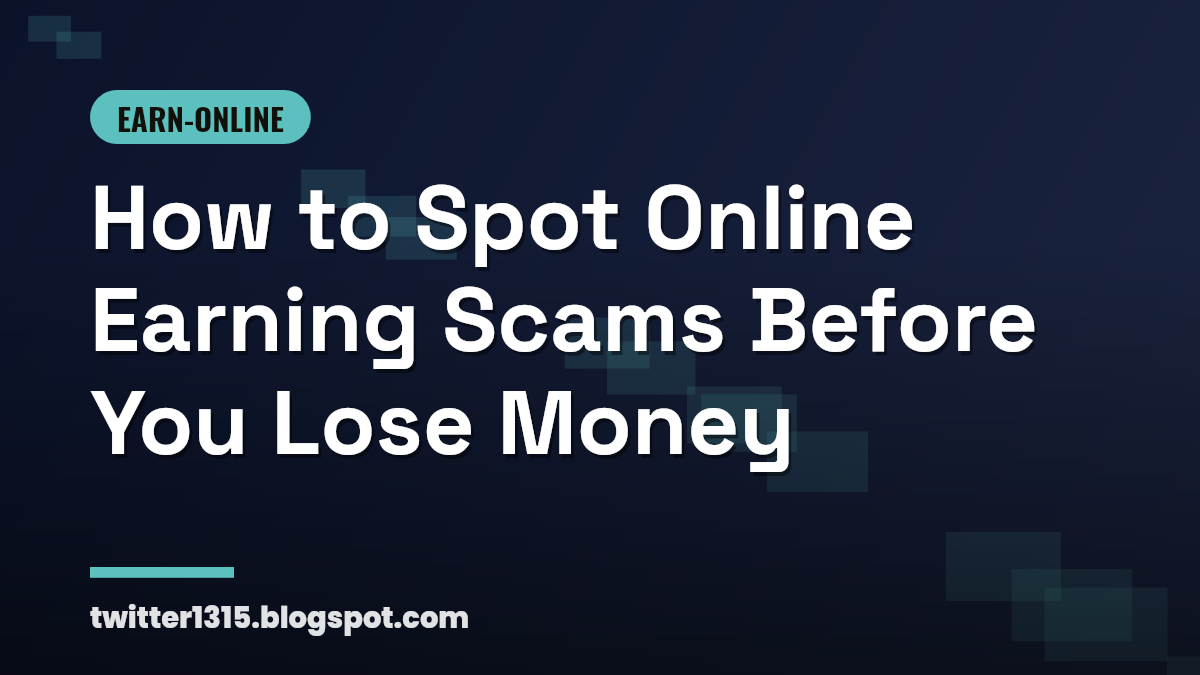 EARN-ONLINE
How to Spot Online
Earning Scams Before
You Lose Money
twitter1315.blogspot.com